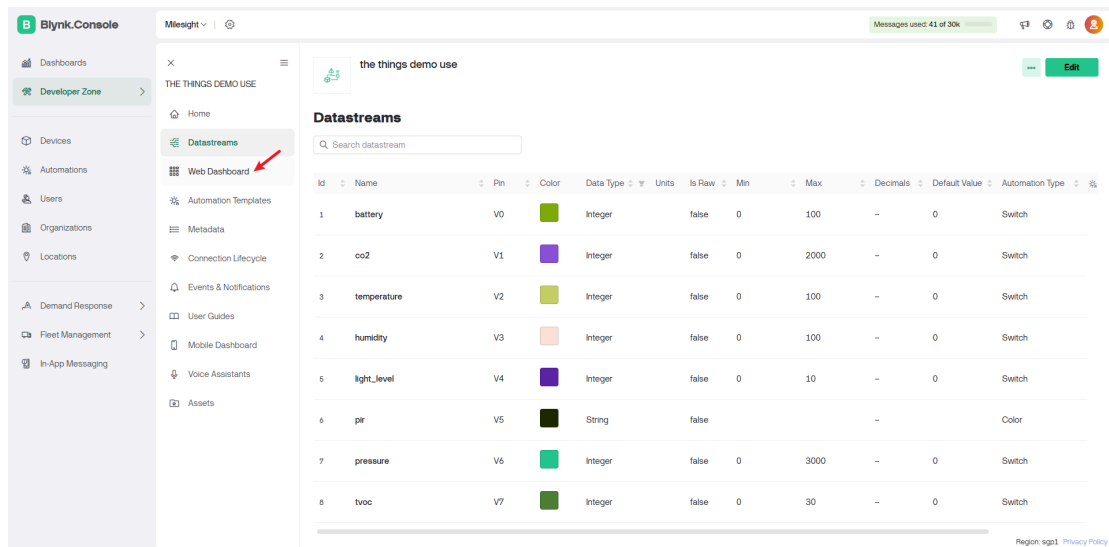 B Blynk.Console
Milesight
Messages used: 41 of 30k
Dashboards
Developer Zone
Devices
Automations
Users
Organizations
Locations
Demand Response
Fleet Management
In-App Messaging
THE THINGS DEMO USE
Home
Datastreams
Web Dashboard
Automation Templates
Metadata
Connection Lifecycle
Events & Notifications
User Guides
Mobile Dashboard
Voice Assistants
Assets
the things demo use
Edit
Datastreams
Search datastream
Id Name Pin Color Data Type Units Is Raw Min Max Decimals Default Value Automation Type
1 battery V0 Integer false 0 100 – 0 Switch
2 co2 V1 Integer false 0 2000 – 0 Switch
3 temperature V2 Integer false 0 100 – 0 Switch
4 humidity V3 Integer false 0 100 – 0 Switch
5 light_level V4 Integer false 0 10 – 0 Switch
6 pir V5 String false – Color
7 pressure V6 Integer false 0 3000 – 0 Switch
8 tvoc V7 Integer false 0 30 – 0 Switch
Region: sgp1 Privacy Policy